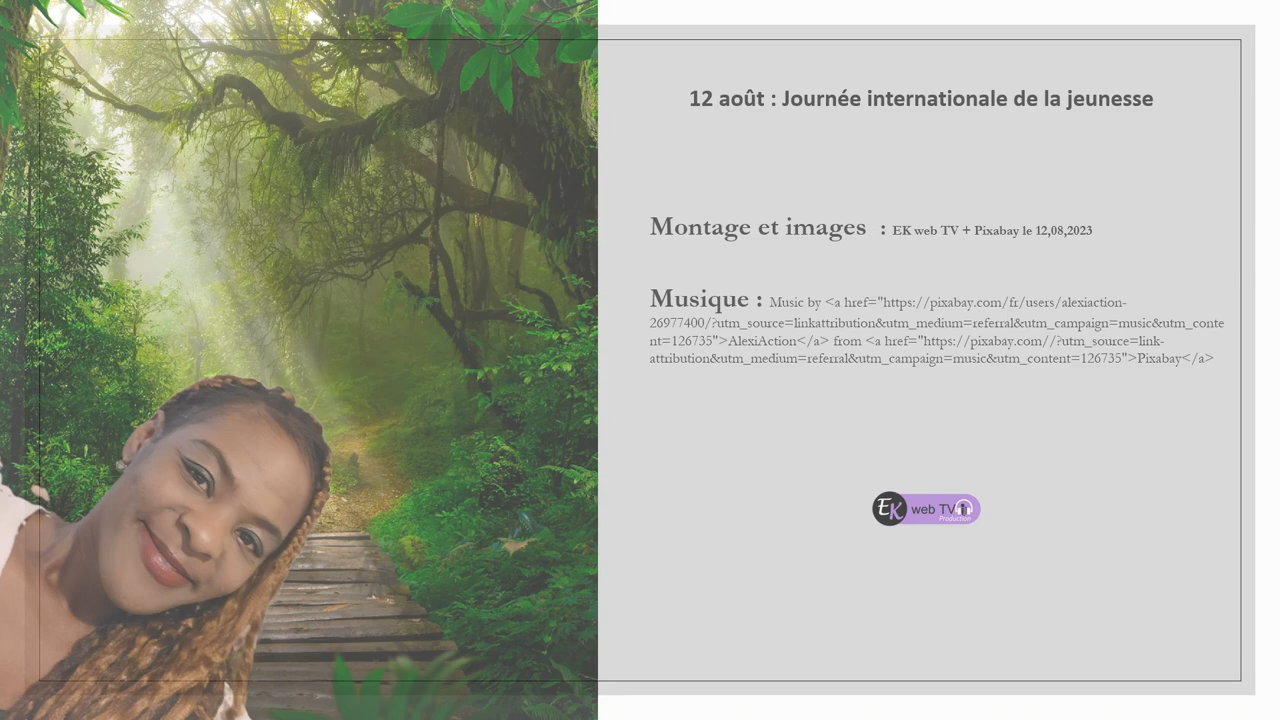 12 août : Journée internationale de la jeunesse
Montage et images : EK web TV + Pixabay le 12,08,2023
Musique : Music by <a href="https://pixabay.com/fr/users/alexiaction-
26977400/?utm_source=linkattribution&utm_medium=referral&utm_campaign=music&utm_conte
nt=126735">AlexiAction</a> from <a href="https://pixabay.com//?utm_source=link-
attribution&utm_medium=referral&utm_campaign=music&utm_content=126735">Pixabay</a>
EK web TV
Production